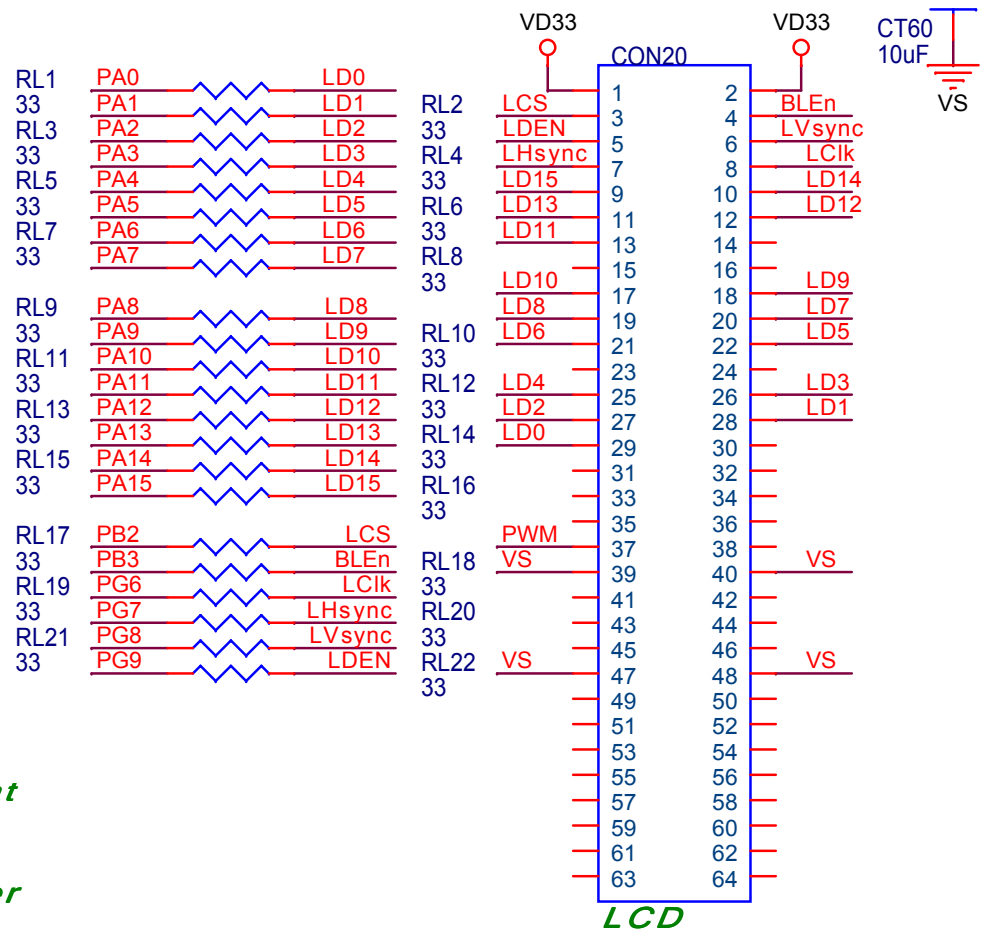 VD33 VD33 CT60
10uF
VS
CON20
RL1 PA0 LD0
33 PA1 LD1
RL3 PA2 LD2
33 PA3 LD3
RL5 PA4 LD4
33 PA5 LD5
RL7 PA6 LD6
33 PA7 LD7
RL9 PA8 LD8
33 PA9 LD9
RL11 PA10 LD10
33 PA11 LD11
RL13 PA12 LD12
33 PA13 LD13
RL15 PA14 LD14
33 PA15 LD15
RL17 PB2 LCS
33 PB3 BLEn
RL19 PG6 LClk
33 PG7 LHsync
RL21 PG8 LVsync
33 PG9 LDEN
RL2
33
RL4
33
RL6
33
RL8
33
RL10
33
RL12
33
RL14
33
RL16
33
RL18
33
RL20
33
RL22
33
1 2
LCS 3 4 BLEn
LDEN 5 6 LVsync
LHsync 7 8 LClk
LD15 9 10 LD14
LD13 11 12 LD12
LD11 13 14
15 16
LD10 17 18 LD9
LD8 19 20 LD7
LD6 21 22 LD5
23 24
LD4 25 26 LD3
LD2 27 28 LD1
LD0 29 30
31 32
33 34
35 36
PWM 37 38
VS 39 40 VS
41 42
43 44
45 46
VS 47 48 VS
49 50
51 52
53 54
55 56
57 58
59 60
61 62
63 64
LCD